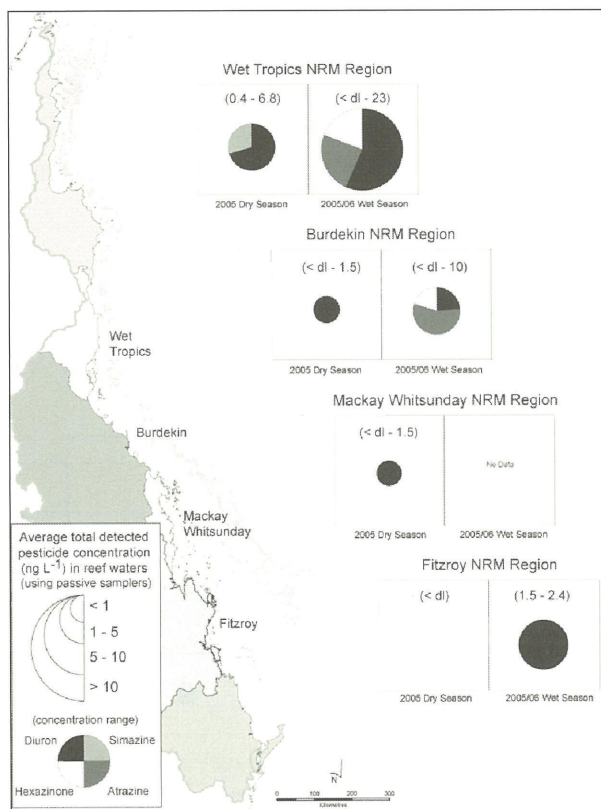 Wet Tropics NRM Region
(0.4 - 6.8)
(< dl - 23)
2005 Dry Season
2005/06 Wet Season
Burdekin NRM Region
(< dl - 1.5)
(< dl - 10)
2005 Dry Season
2005/06 Wet Season
Wet
Tropics
Burdekin
Mackay Whitsunday NRM Region
(< dl - 1.5)
No Data
2005 Dry Season
2005/06 Wet Season
Mackay
Whitsunday
Fitzroy NRM Region
(< dl)
(1.5 - 2.4)
2005 Dry Season
2005/06 Wet Season
Fitzroy
Average total detected
pesticide concentration
(ng L⁻¹) in reef waters
(using passive samplers)
< 1
1 - 5
5 - 10
> 10
(concentration range)
Diuron
Simazine
Hexazinone
Atrazine
N
0 100 200 300
Kilometres